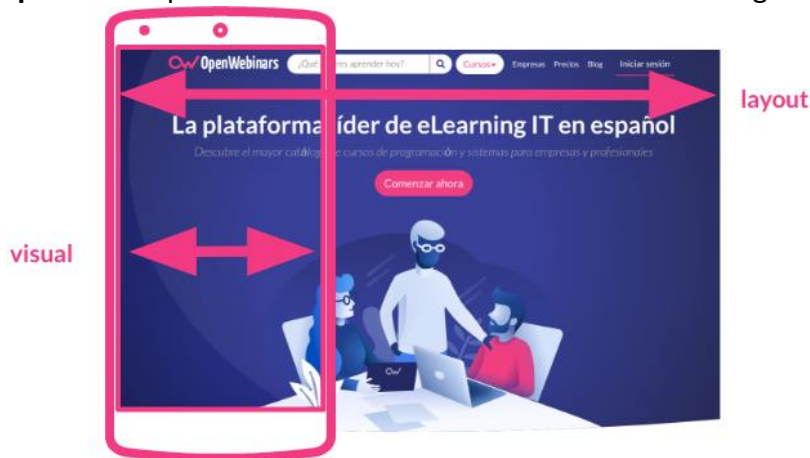 OpenWebinars ¿Qué res aprender hoy? Cursos Empresas Precios Blog Iniciar sesión
layout
La plataforma íder de eLearning IT en español
Descubre el mayor catálog e cursos de programación y sistemas para empresas y profesionales
Comenzar ahora
visual
Ow